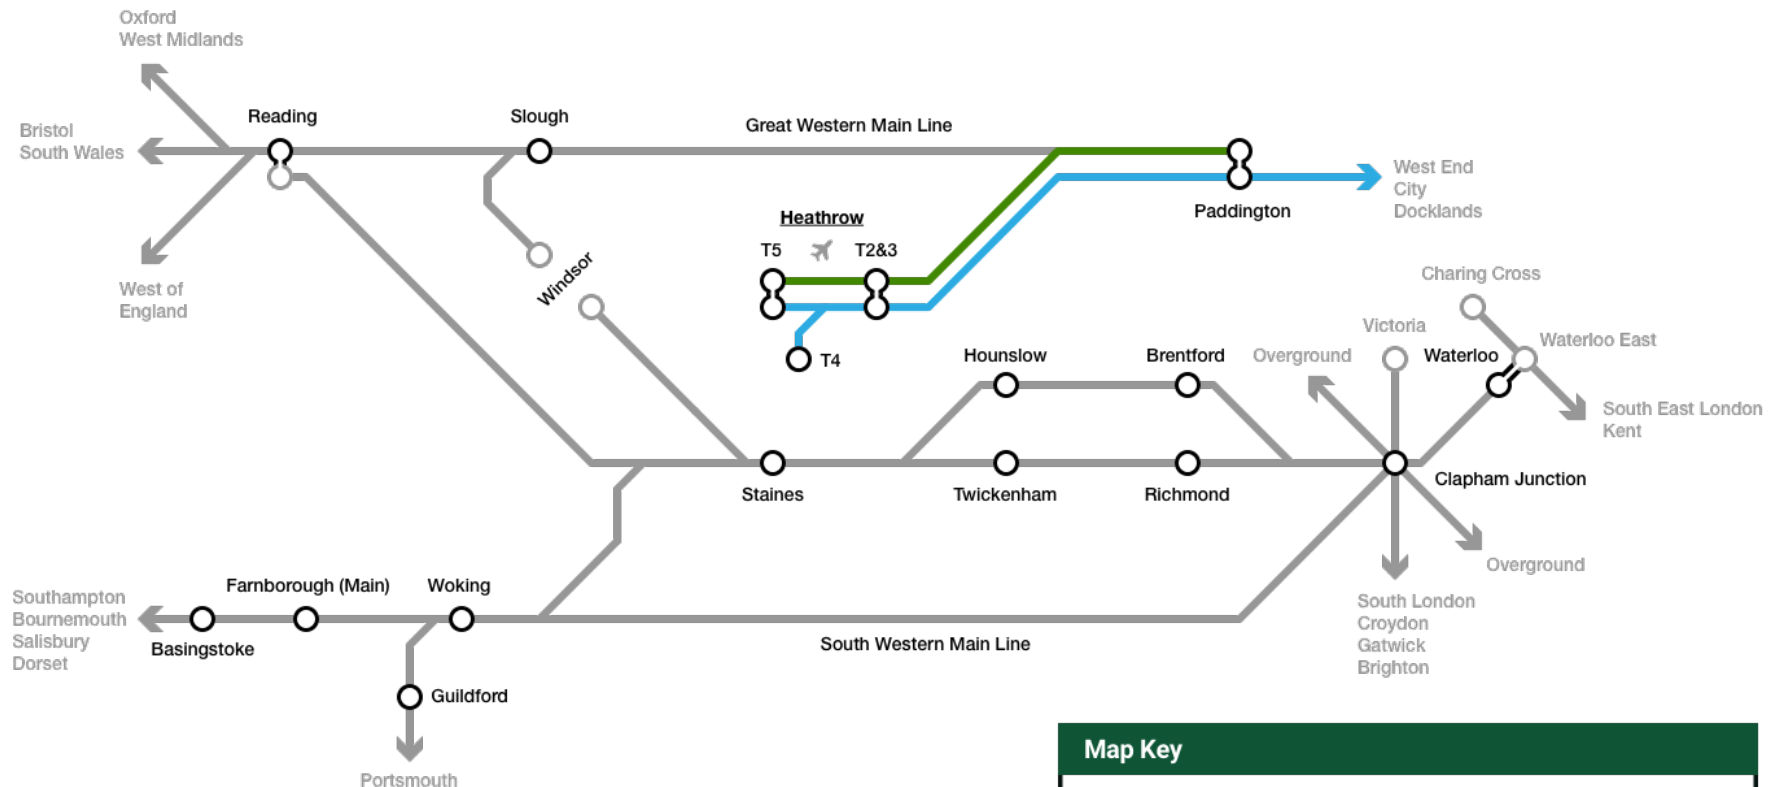 Oxford
West Midlands
Reading
Slough
Great Western Main Line
Bristol
South Wales
West End
City
Docklands
Paddington
Heathrow
T5
T2&3
Windsor
West of
England
T4
Charing Cross
Victoria
Waterloo East
Overground
Waterloo
Hounslow
Brentford
South East London
Kent
Staines
Twickenham
Richmond
Clapham Junction
Overground
Southampton
Bournemouth
Salisbury
Dorset
Farnborough (Main)
Woking
Basingstoke
South Western Main Line
South London
Croydon
Gatwick
Brighton
Guildford
Portsmouth
Map Key